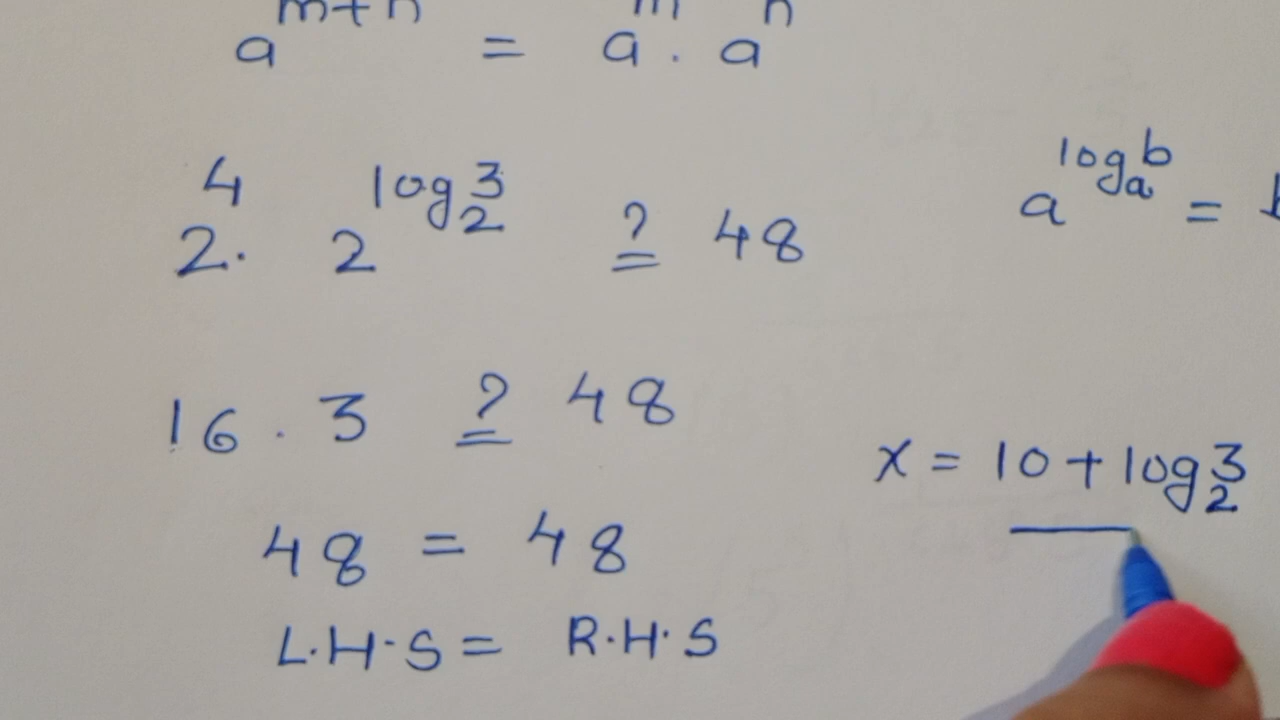 a^{m+n} = a^m . a^n
2^4 . 2^{log_2 3} ≟ 48
a^{log_a b} = b
16 . 3 ≟ 48
x = 10 + log_2 3
48 = 48
L.H.S = R.H.S